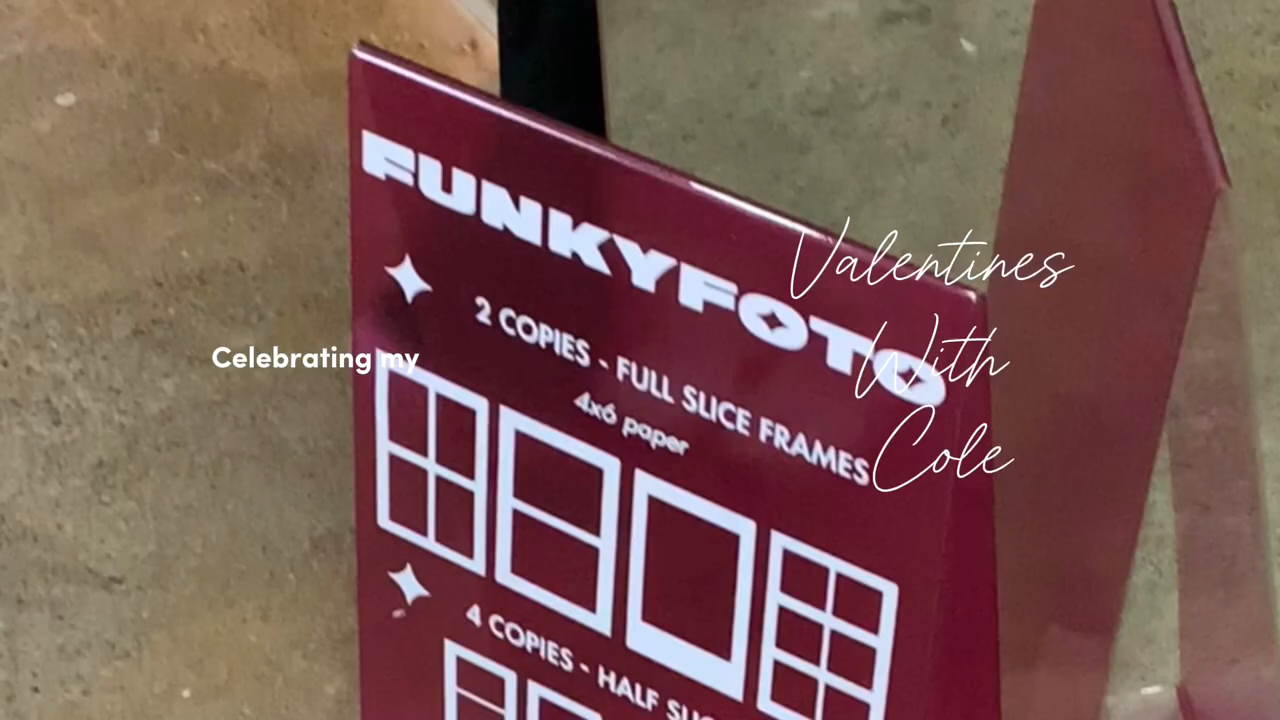 FUNKYFOTO
2 COPIES - FULL SLICE FRAMES
4x6 paper
4 COPIES - HALF
Celebrating my
Valentines
With
Cole